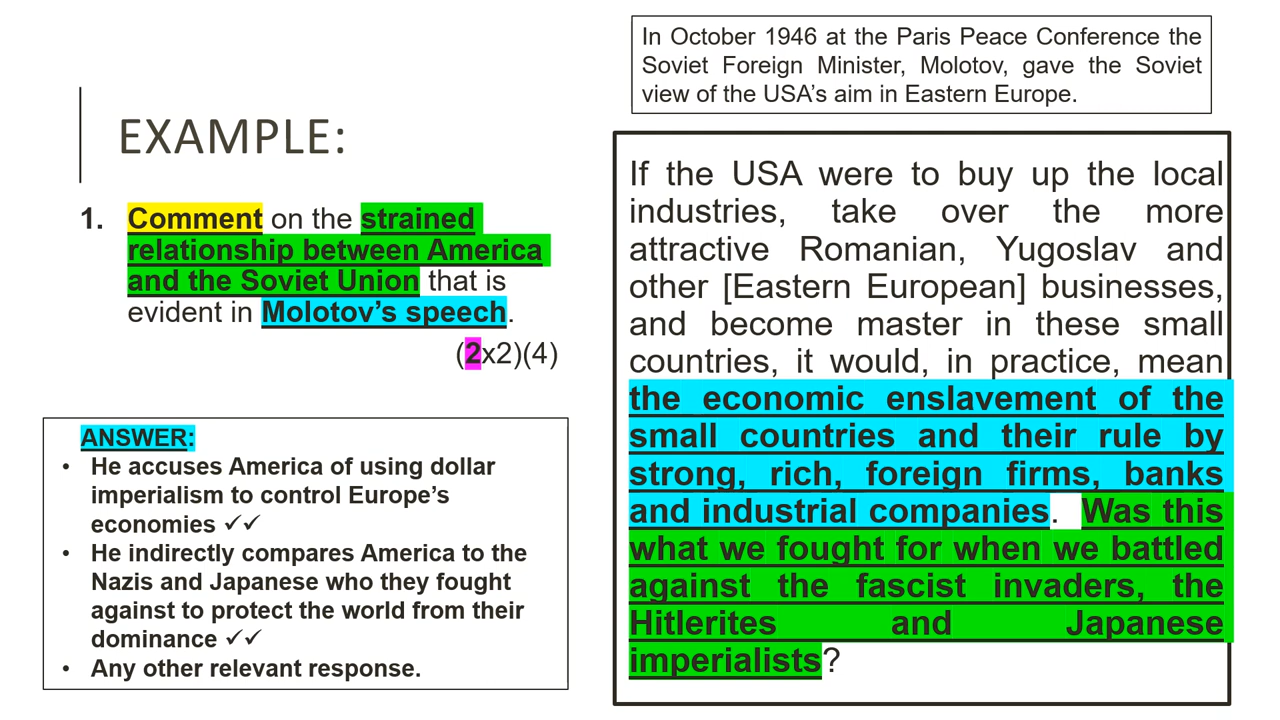 EXAMPLE:
1. Comment on the strained
relationship between America
and the Soviet Union that is
evident in Molotov’s speech.
(2x2)(4)
ANSWER:
• He accuses America of using dollar
imperialism to control Europe’s
economies ✓✓
• He indirectly compares America to the
Nazis and Japanese who they fought
against to protect the world from their
dominance ✓✓
• Any other relevant response.
In October 1946 at the Paris Peace Conference the
Soviet Foreign Minister, Molotov, gave the Soviet
view of the USA’s aim in Eastern Europe.
If the USA were to buy up the local
industries, take over the more
attractive Romanian, Yugoslav and
other [Eastern European] businesses,
and become master in these small
countries, it would, in practice, mean
the economic enslavement of the
small countries and their rule by
strong, rich, foreign firms, banks
and industrial companies. Was this
what we fought for when we battled
against the fascist invaders, the
Hitlerites and Japanese
imperialists?